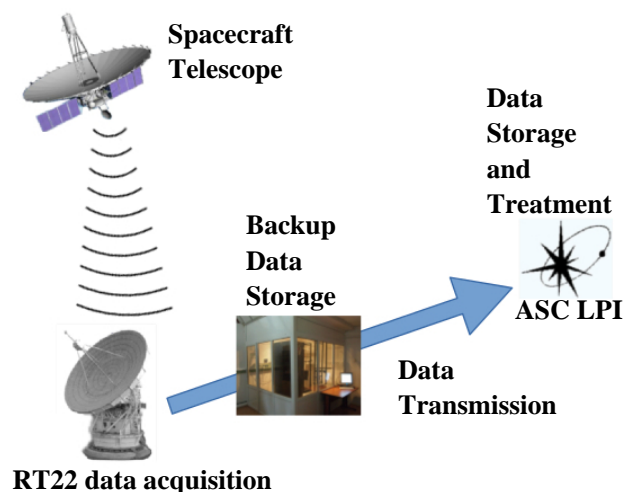 Spacecraft
Telescope
Data
Storage
and
Treatment
Backup
Data
Storage
ASC LPI
Data
Transmission
RT22 data acquisition